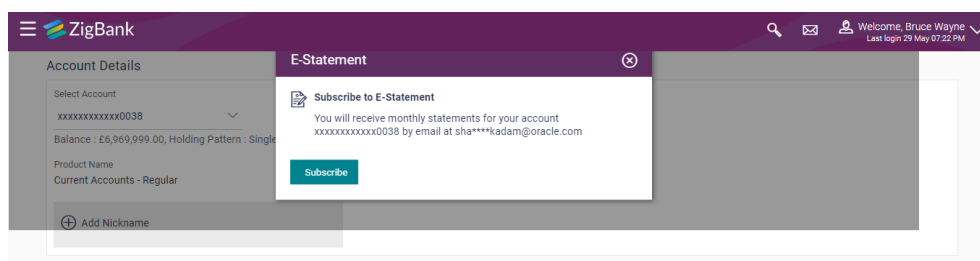 ZigBank
Welcome, Bruce Wayne
Last login 29 May 07:22 PM
Account Details
Select Account
xxxxxxxxxxxx0038
Balance : £6,969,999.00, Holding Pattern : Single
Product Name
Current Accounts - Regular
Add Nickname
E-Statement
Subscribe to E-Statement
You will receive monthly statements for your account
xxxxxxxxxxxx0038 by email at sha****kadam@oracle.com
Subscribe